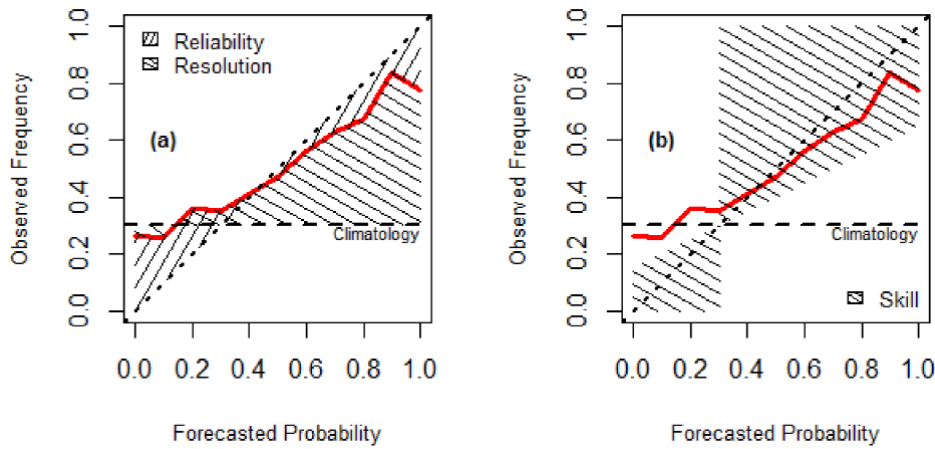 Reliability
Resolution
(a)
Climatology
Observed Frequency
0.0 0.2 0.4 0.6 0.8 1.0
0.0 0.2 0.4 0.6 0.8 1.0
Forecasted Probability
(b)
Climatology
Skill
Observed Frequency
0.0 0.2 0.4 0.6 0.8 1.0
0.0 0.2 0.4 0.6 0.8 1.0
Forecasted Probability